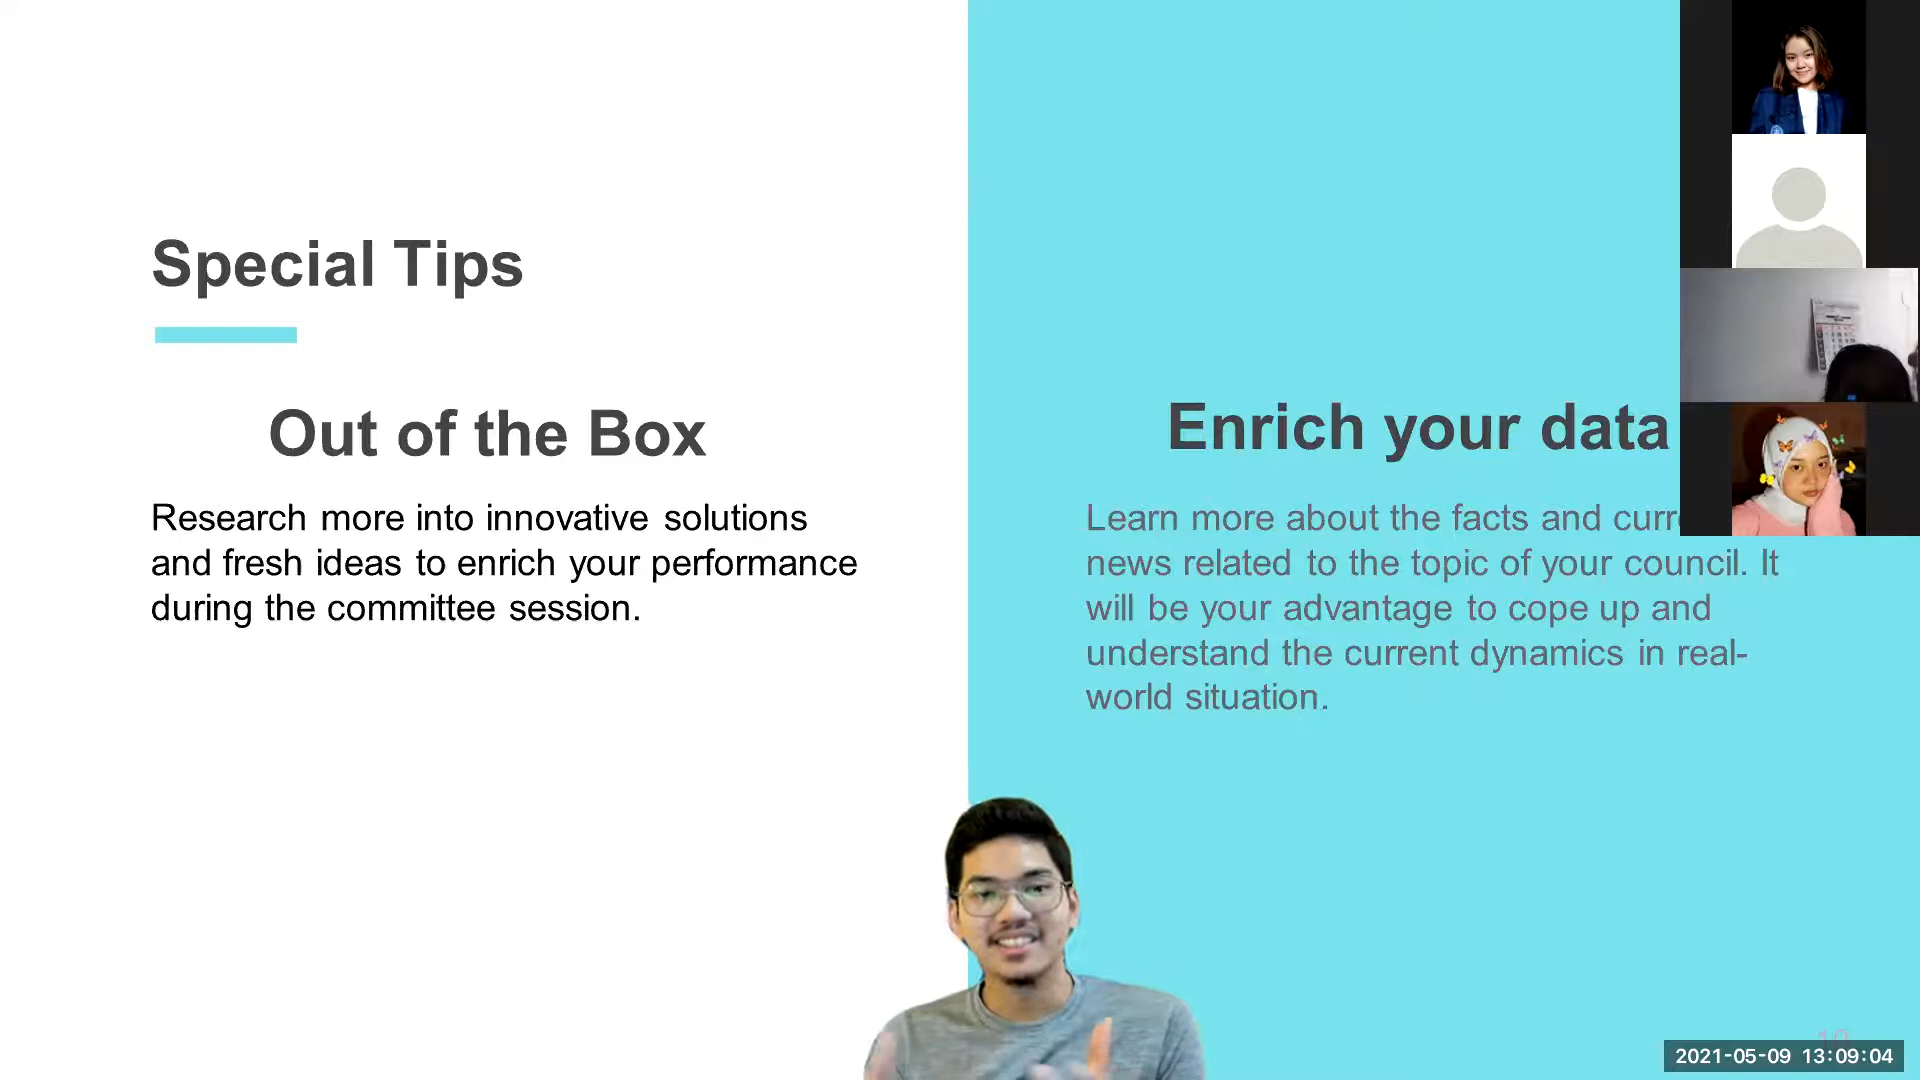 Special Tips
Out of the Box
Research more into innovative solutions
and fresh ideas to enrich your performance
during the committee session.
Enrich your data
Learn more about the facts and
news related to the topic of your council. It
will be your advantage to cope up and
understand the current dynamics in real-
world situation.
2021-05-09 13:09:04